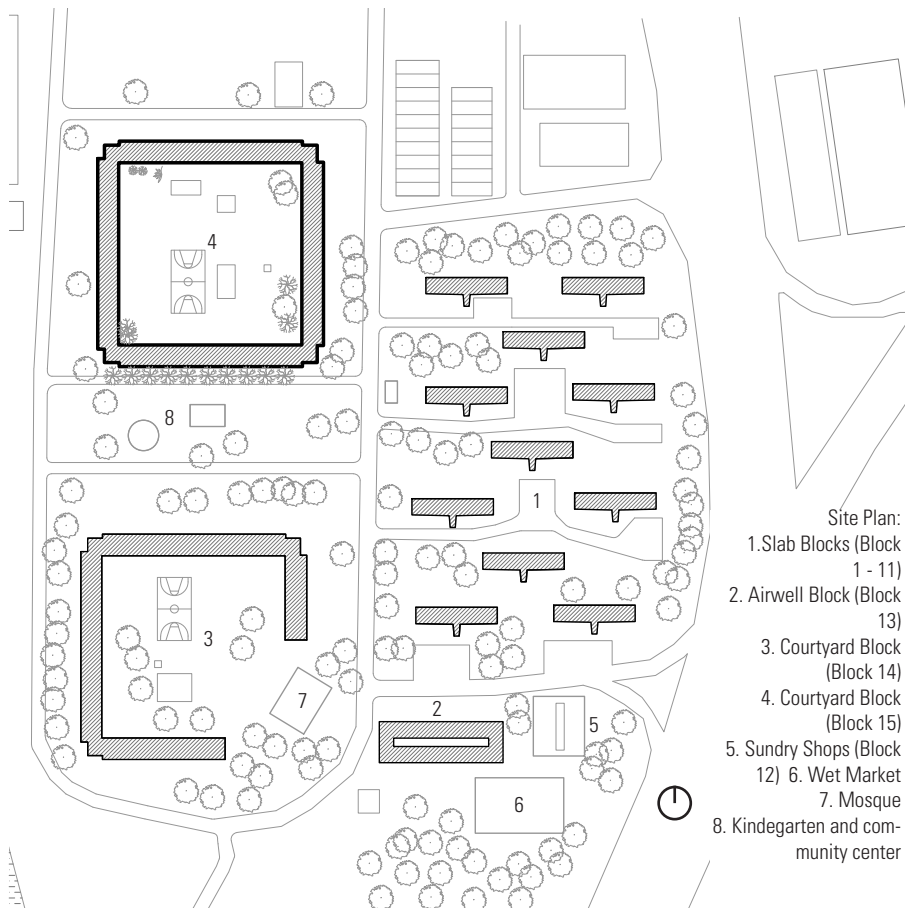 4
8
1
3
7
2
5
6
Site Plan:
1.Slab Blocks (Block
1 - 11)
2. Airwell Block (Block
13)
3. Courtyard Block
(Block 14)
4. Courtyard Block
(Block 15)
5. Sundry Shops (Block
12) 6. Wet Market
7. Mosque
8. Kindegarten and com-
munity center